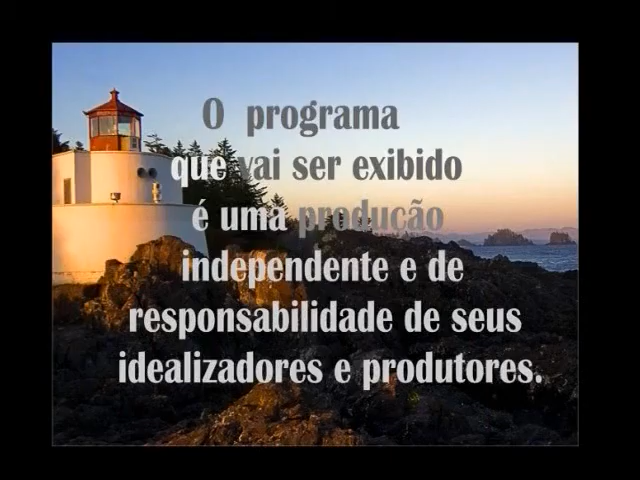 O programa
que vai ser exibido
é uma produção
independente e de
responsabilidade de seus
idealizadores e produtores.